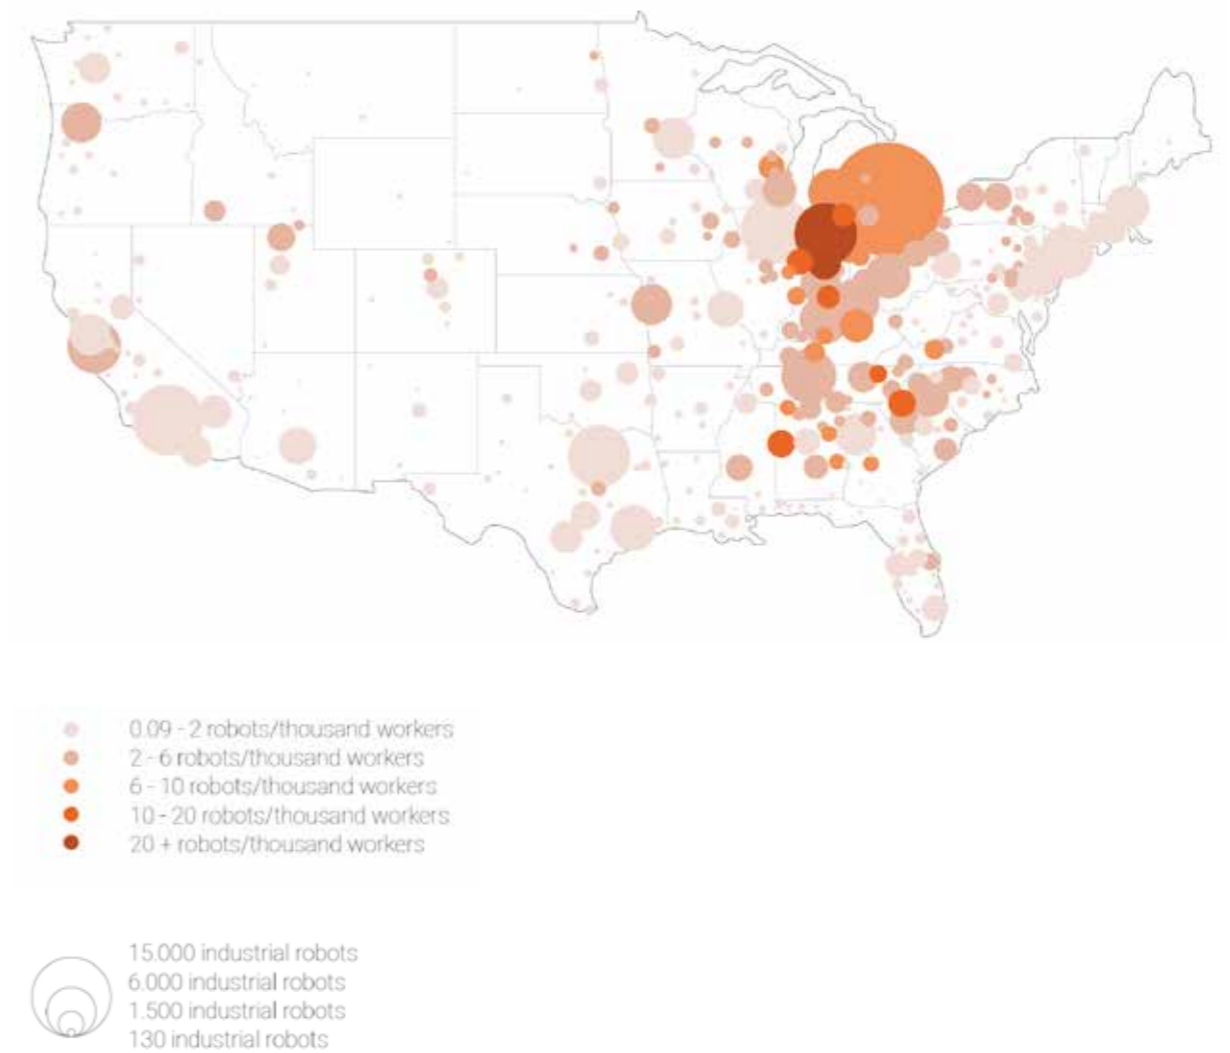 0.09 - 2 robots/thousand workers
2 - 6 robots/thousand workers
6 - 10 robots/thousand workers
10 - 20 robots/thousand workers
20 + robots/thousand workers
15.000 industrial robots
6.000 industrial robots
1.500 industrial robots
130 industrial robots